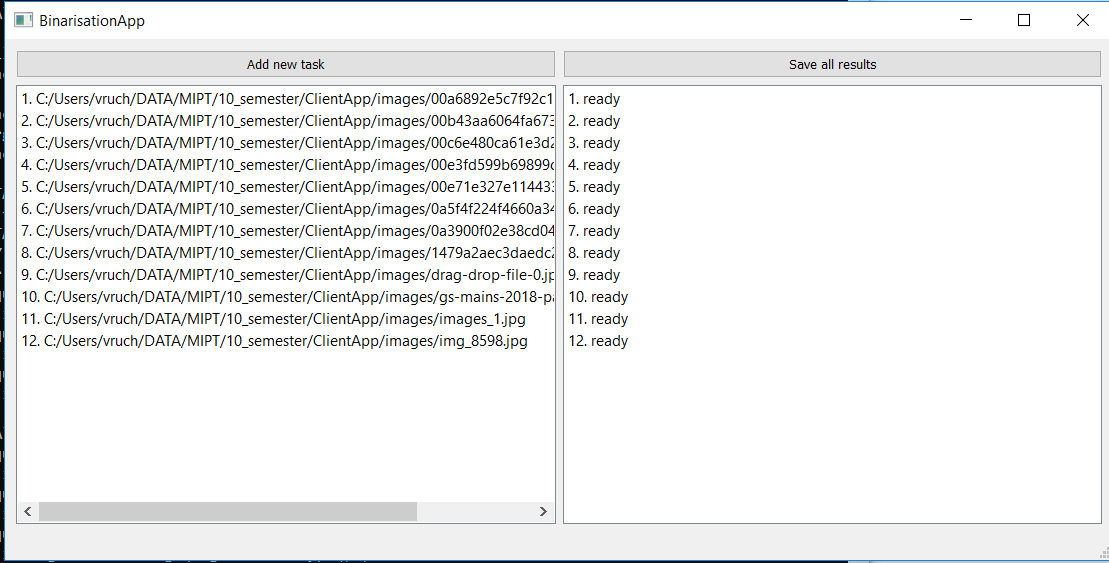 BinarisationApp
Add new task
Save all results
1. C:/Users/vruch/DATA/MIPT/10_semester/ClientApp/images/00a6892e5c7f92c1
2. C:/Users/vruch/DATA/MIPT/10_semester/ClientApp/images/00b43aa6064fa673
3. C:/Users/vruch/DATA/MIPT/10_semester/ClientApp/images/00c6e480ca61e3d2
4. C:/Users/vruch/DATA/MIPT/10_semester/ClientApp/images/00e3fd599b69899c
5. C:/Users/vruch/DATA/MIPT/10_semester/ClientApp/images/00e71e327e114433
6. C:/Users/vruch/DATA/MIPT/10_semester/ClientApp/images/0a5f4f224f4660a34
7. C:/Users/vruch/DATA/MIPT/10_semester/ClientApp/images/0a3900f02e38cd04
8. C:/Users/vruch/DATA/MIPT/10_semester/ClientApp/images/1479a2aec3daedc2
9. C:/Users/vruch/DATA/MIPT/10_semester/ClientApp/images/drag-drop-file-0.jp
10. C:/Users/vruch/DATA/MIPT/10_semester/ClientApp/images/gs-mains-2018-pa
11. C:/Users/vruch/DATA/MIPT/10_semester/ClientApp/images/images_1.jpg
12. C:/Users/vruch/DATA/MIPT/10_semester/ClientApp/images/img_8598.jpg
1. ready
2. ready
3. ready
4. ready
5. ready
6. ready
7. ready
8. ready
9. ready
10. ready
11. ready
12. ready